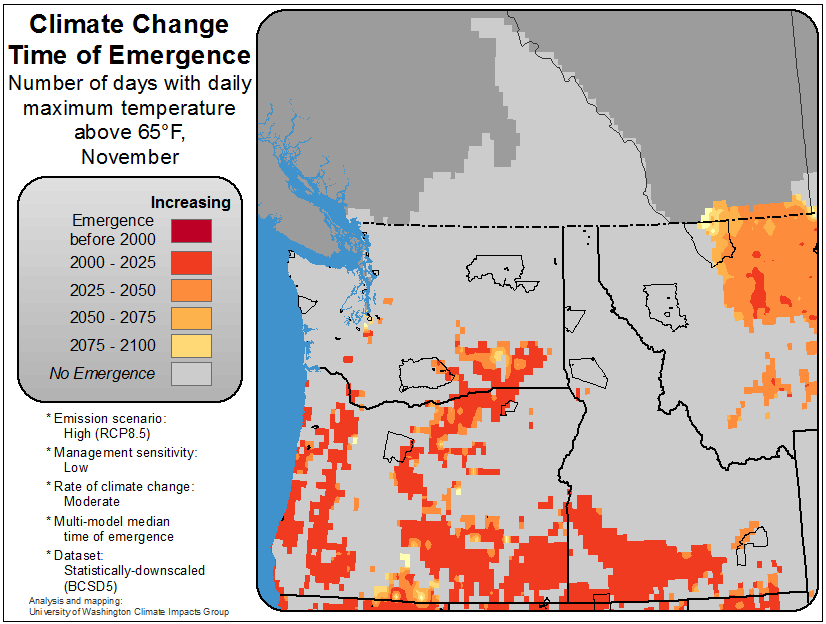 Climate Change
Time of Emergence
Number of days with daily
maximum temperature
above 65°F,
November
Increasing
Emergence
before 2000
2000 - 2025
2025 - 2050
2050 - 2075
2075 - 2100
No Emergence
* Emission scenario:
High (RCP8.5)
* Management sensitivity:
Low
* Rate of climate change:
Moderate
* Multi-model median
time of emergence
* Dataset:
Statistically-downscaled
(BCSD5)
Analysis and mapping:
University of Washington Climate Impacts Group